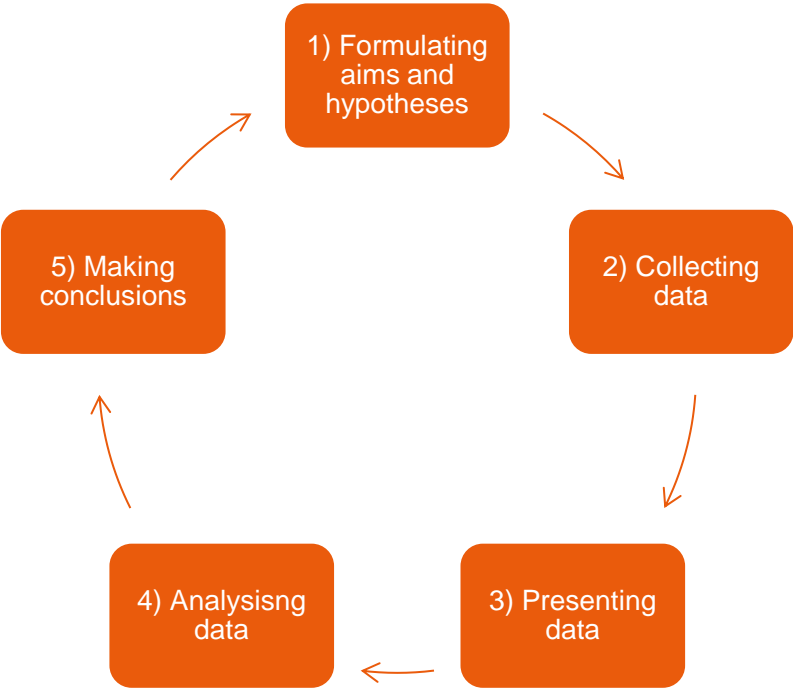 1) Formulating
aims and
hypotheses
2) Collecting
data
3) Presenting
data
4) Analysisng
data
5) Making
conclusions